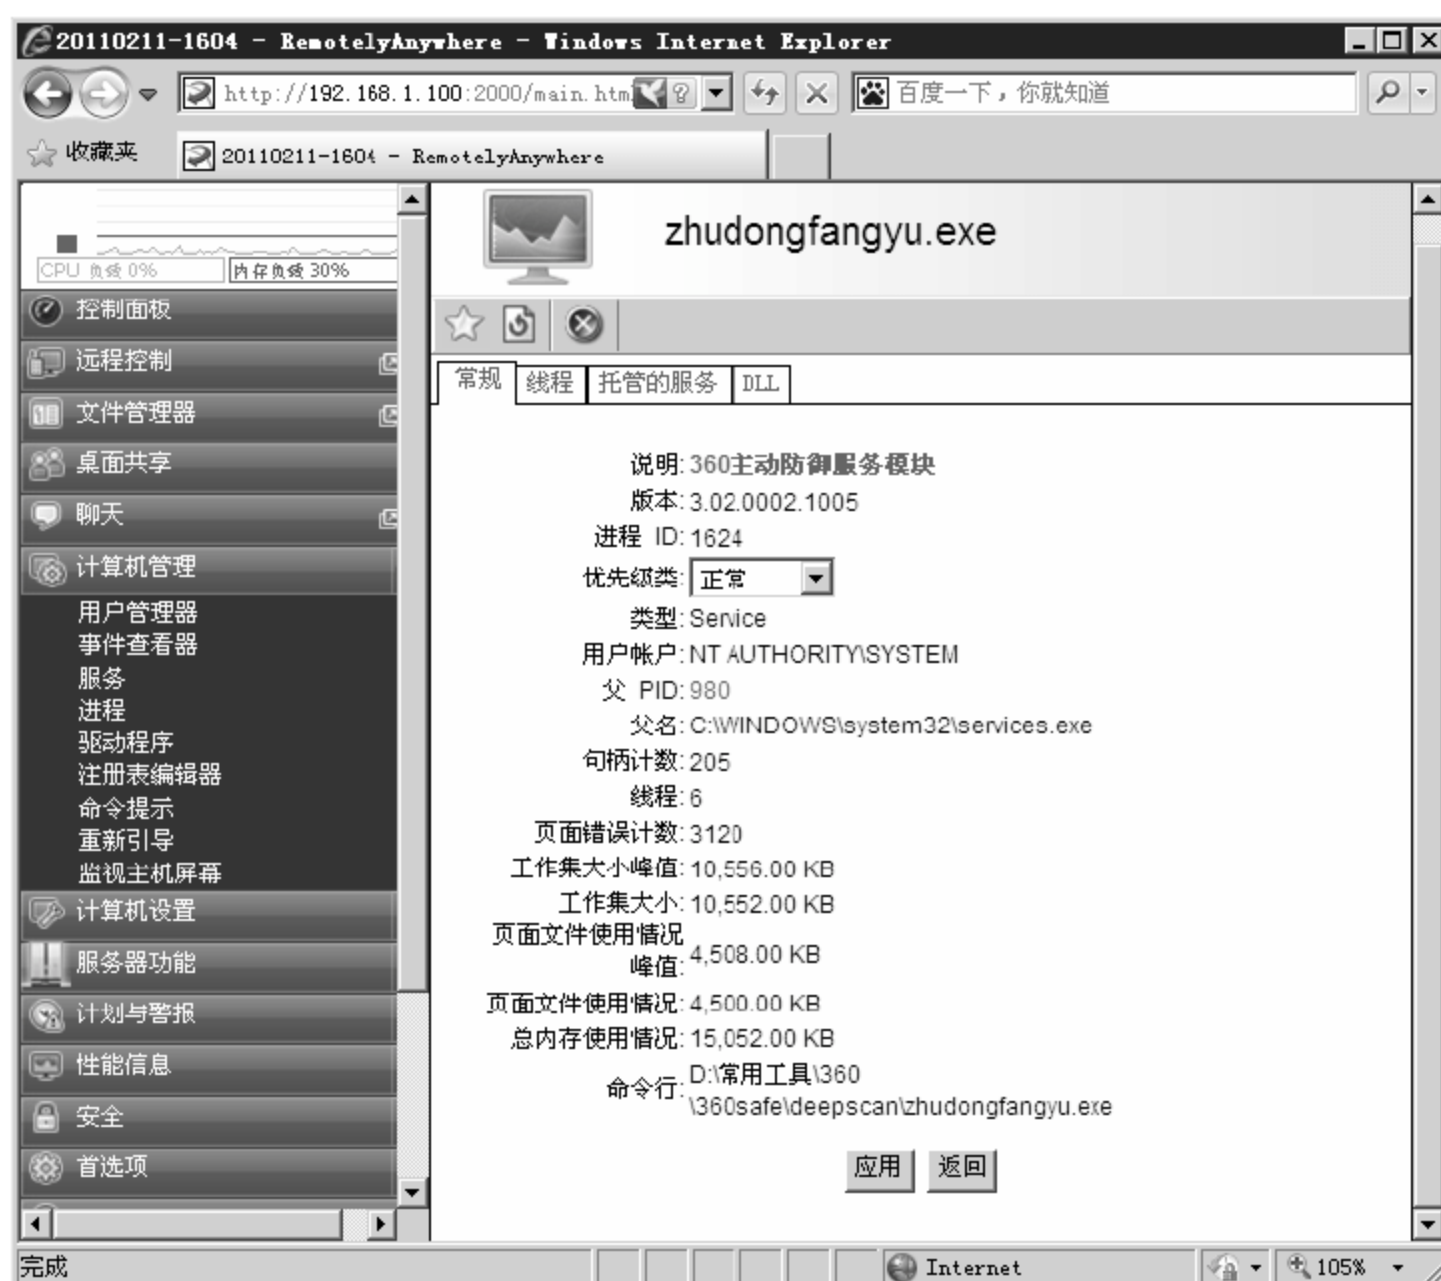 20110211-1604 - RemotelyAnywhere - Windows Internet Explorer
http://192.168.1.100:2000/main.html
百度一下，你就知道
收藏夹
20110211-1604 - RemotelyAnywhere
CPU 负荷 0%
内存负荷 30%
控制面板
远程控制
文件管理器
桌面共享
聊天
计算机管理
用户管理器
事件查看器
服务
进程
驱动程序
注册表编辑器
命令提示
重新引导
监视主机屏幕
计算机设置
服务器功能
计划与警报
性能信息
安全
首选项
zhudongfangyu.exe
常规 线程 托管的服务 DLL
说明: 360主动防御服务模块
版本: 3.02.0002.1005
进程 ID: 1624
优先级类: 正常
类型: Service
用户帐户: NT AUTHORITY\SYSTEM
父 PID: 980
父名: C:\WINDOWS\system32\services.exe
句柄计数: 205
线程: 6
页面错误计数: 3120
工作集大小峰值: 10,556.00 KB
工作集大小: 10,552.00 KB
页面文件使用情况
峰值: 4,508.00 KB
页面文件使用情况: 4,500.00 KB
总内存使用情况: 15,052.00 KB
命令行: D:\常用工具\360
\360safe\deepscan\zhudongfangyu.exe
应用 返回
完成
Internet
105%